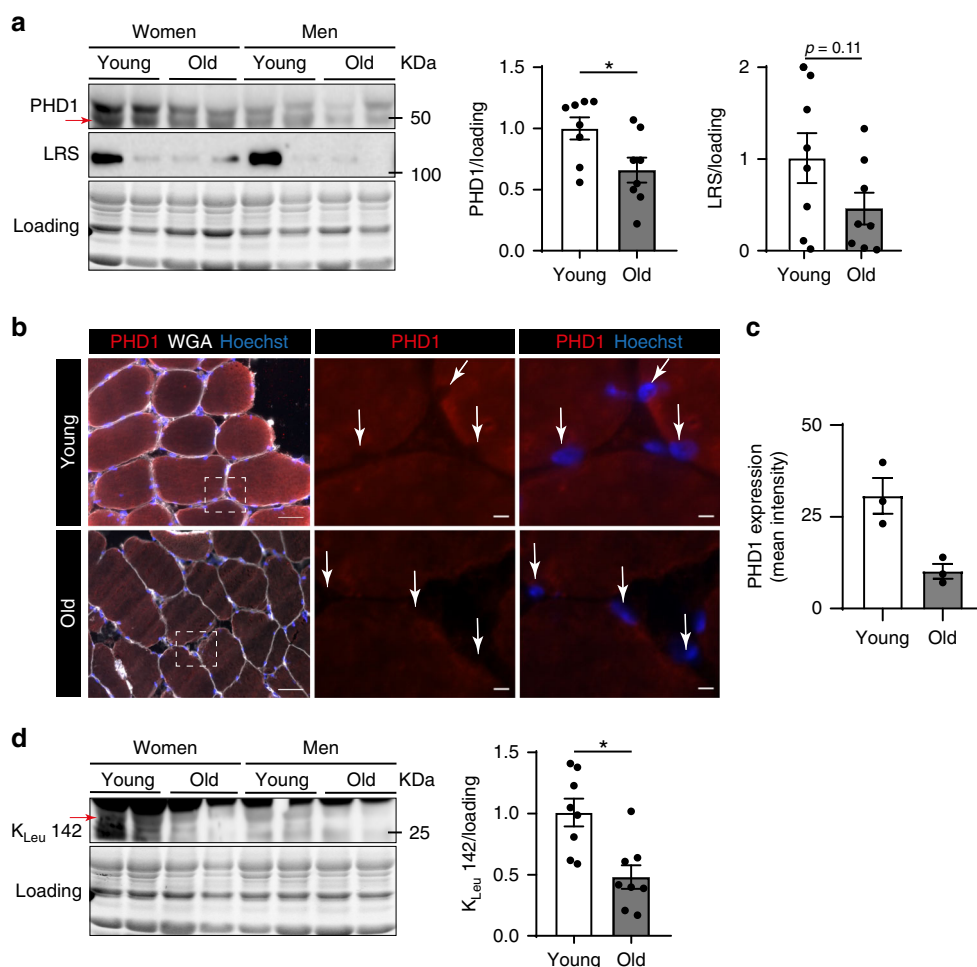 a
Women Men
Young Old Young Old KDa
PHD1
50
LRS
100
Loading
1.5
1.0
0.5
0.0
PHD1/loading
*
Young Old
2
1
0
LRS/loading
p = 0.11
Young Old
b
PHD1 WGA Hoechst PHD1 PHD1 Hoechst
Young
Old
c
50
25
0
PHD1 expression
(mean intensity)
Young Old
d
Women Men
Young Old Young Old KDa
K_Leu 142
25
Loading
1.5
1.0
0.5
0.0
K_Leu 142/loading
*
Young Old